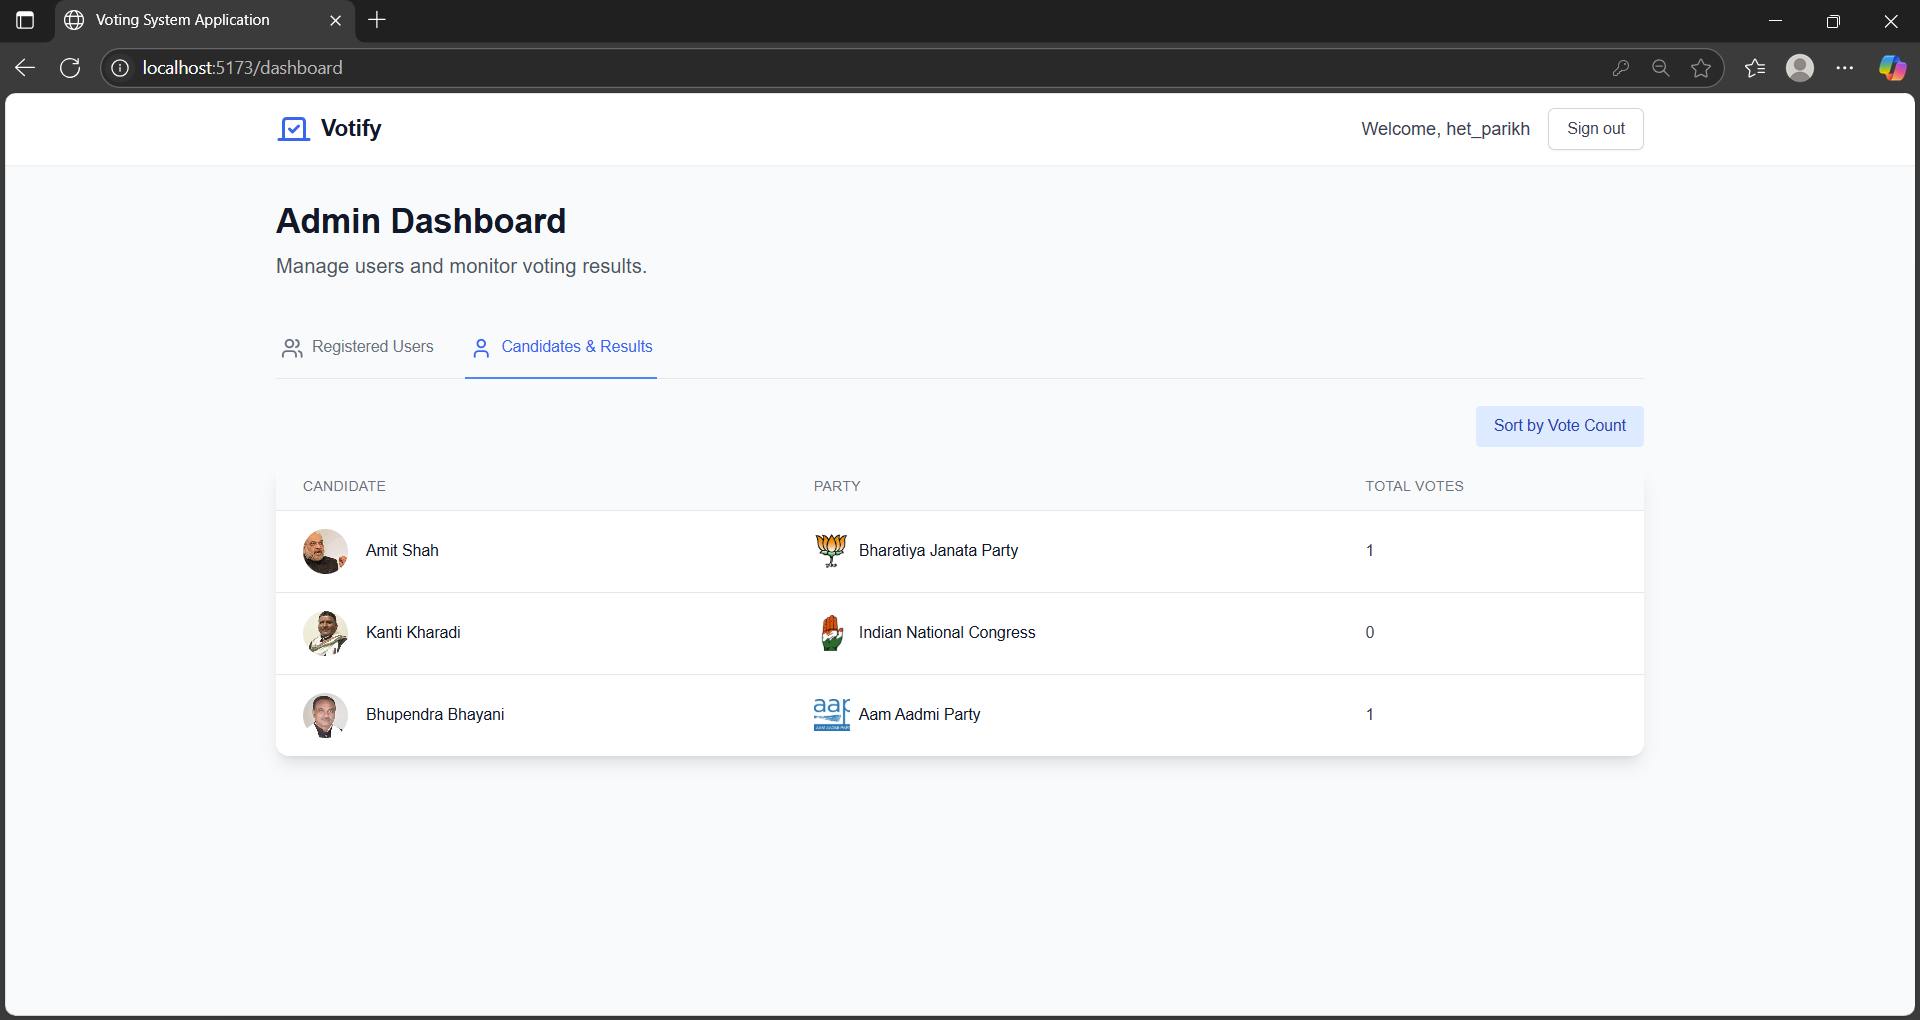 Voting System Application
localhost:5173/dashboard
Votify
Welcome, het_parikh
Sign out
Admin Dashboard
Manage users and monitor voting results.
Registered Users
Candidates & Results
Sort by Vote Count
CANDIDATE PARTY TOTAL VOTES
Amit Shah Bharatiya Janata Party 1
Kanti Kharadi Indian National Congress 0
Bhupendra Bhayani aap Aam Aadmi Party 1